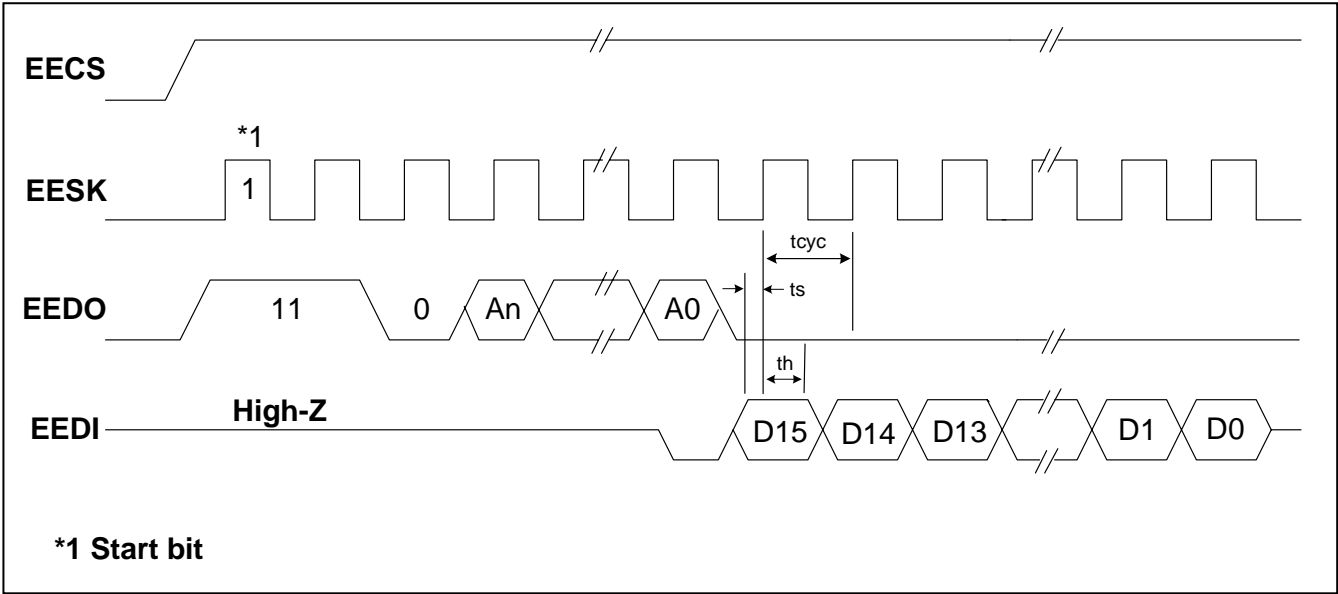 EECS
*1
EESK
1
tcyc
ts
EEDO
11
0
An
A0
th
High-Z
EEDI
D15
D14
D13
D1
D0
*1 Start bit